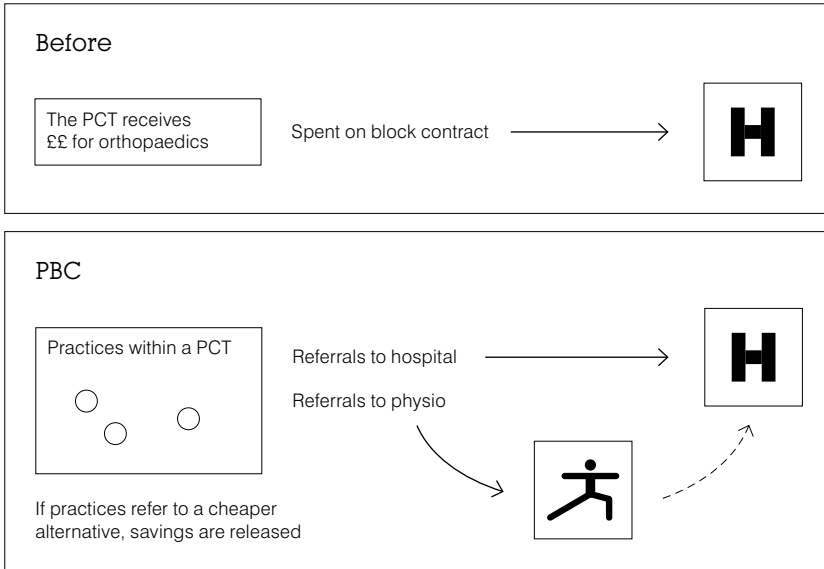 Before
The PCT receives
££ for orthopaedics
Spent on block contract
H
PBC
Practices within a PCT
Referrals to hospital
H
Referrals to physio
If practices refer to a cheaper
alternative, savings are released